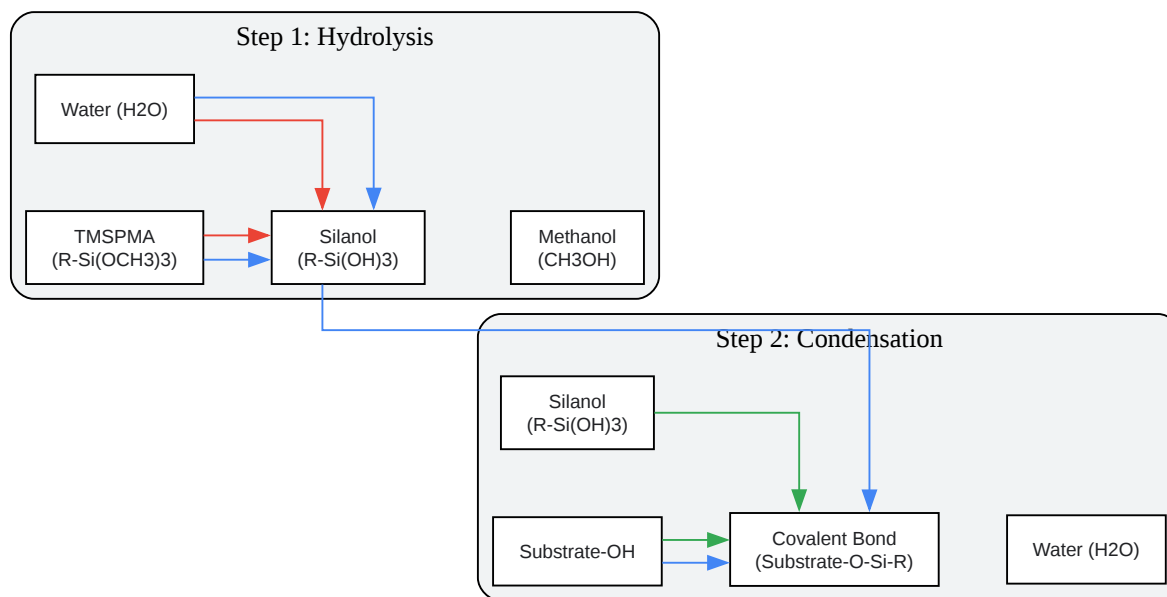 Step 1: Hydrolysis
Water (H2O)
TMSPMA
(R-Si(OCH3)3)
Silanol
(R-Si(OH)3)
Methanol
(CH3OH)
Step 2: Condensation
Silanol
(R-Si(OH)3)
Substrate-OH
Covalent Bond
(Substrate-O-Si-R)
Water (H2O)